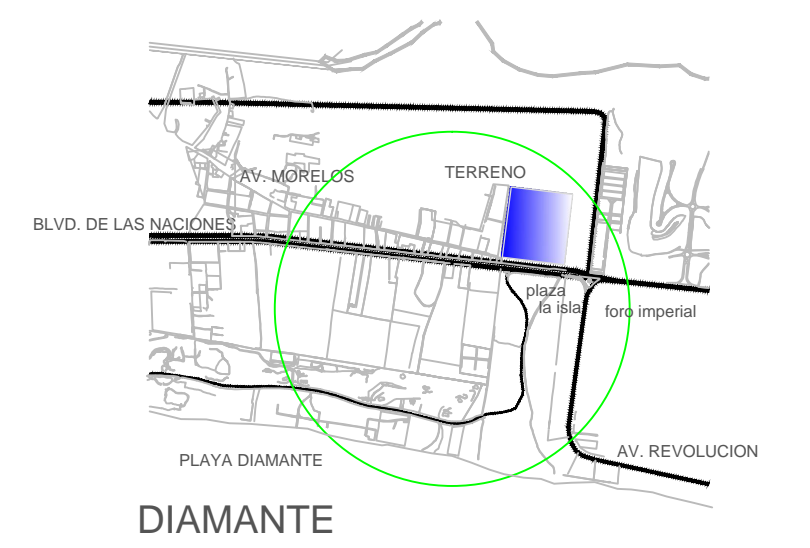 AV. MORELOS
TERRENO
BLVD. DE LAS NACIONES
plaza
la isla
foro imperial
PLAYA DIAMANTE
AV. REVOLUCION
DIAMANTE